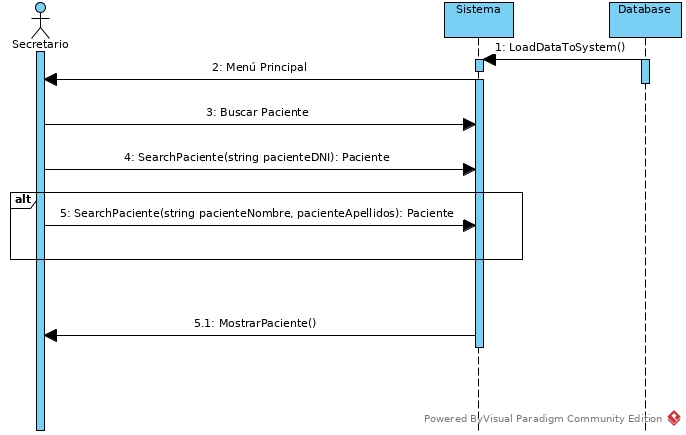 Sistema
Database
Secretario
1: LoadDataToSystem()
2: Menú Principal
3: Buscar Paciente
4: SearchPaciente(string pacienteDNI): Paciente
alt
5: SearchPaciente(string pacienteNombre, pacienteApellidos): Paciente
5.1: MostrarPaciente()
Powered ByVisual Paradigm Community Edition